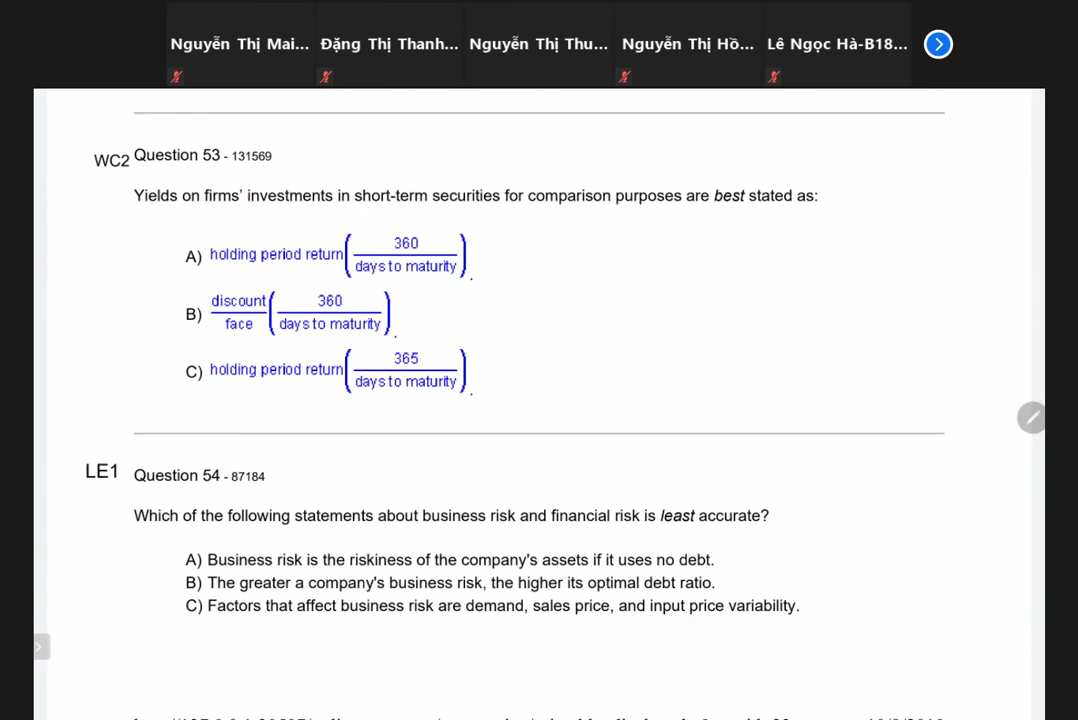 Nguyễn Thị Mai... Đặng Thị Thanh... Nguyễn Thị Thu... Nguyễn Thị Hồ... Lê Ngọc Hà-B18...
WC2 Question 53 - 131569
Yields on firms' investments in short-term securities for comparison purposes are best stated as:
A) holding period return(360
days to maturity).
B) discount
face (360
days to maturity).
C) holding period return(365
days to maturity).
LE1 Question 54 - 87184
Which of the following statements about business risk and financial risk is least accurate?
A) Business risk is the riskiness of the company's assets if it uses no debt.
B) The greater a company's business risk, the higher its optimal debt ratio.
C) Factors that affect business risk are demand, sales price, and input price variability.